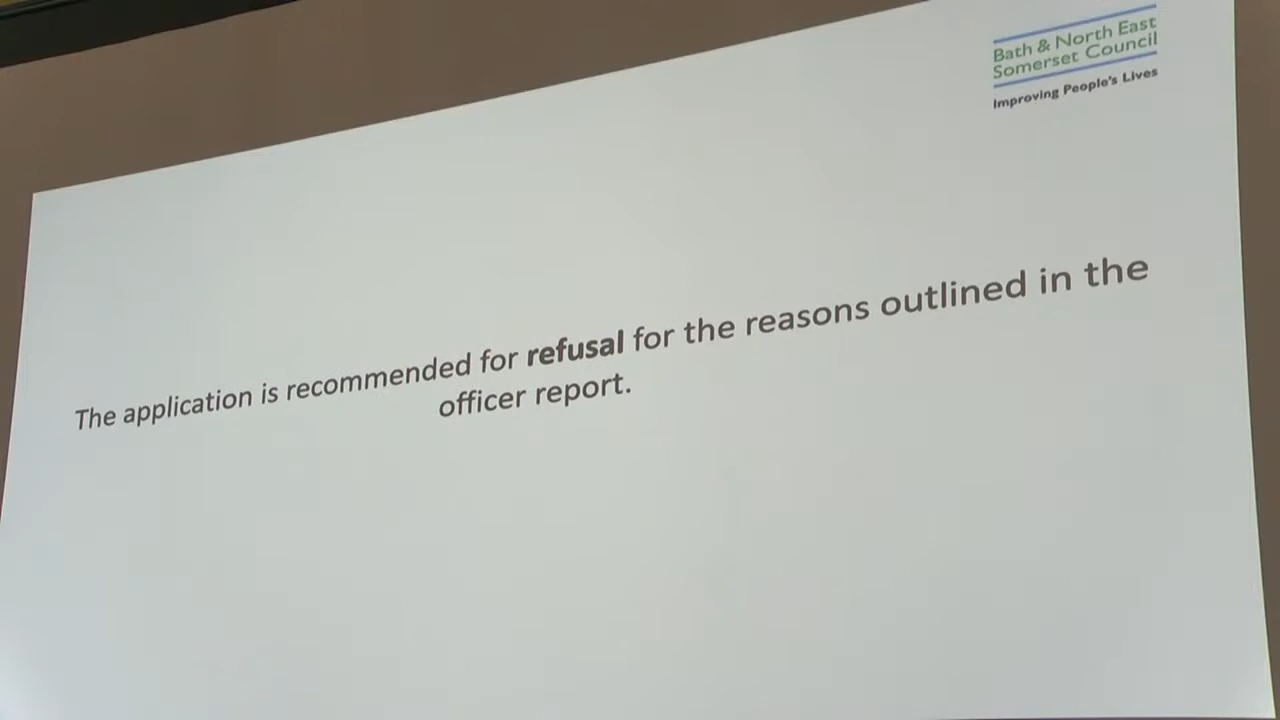 Bath & North East
Somerset Council
Improving People's Lives
The application is recommended for refusal for the reasons outlined in the
officer report.